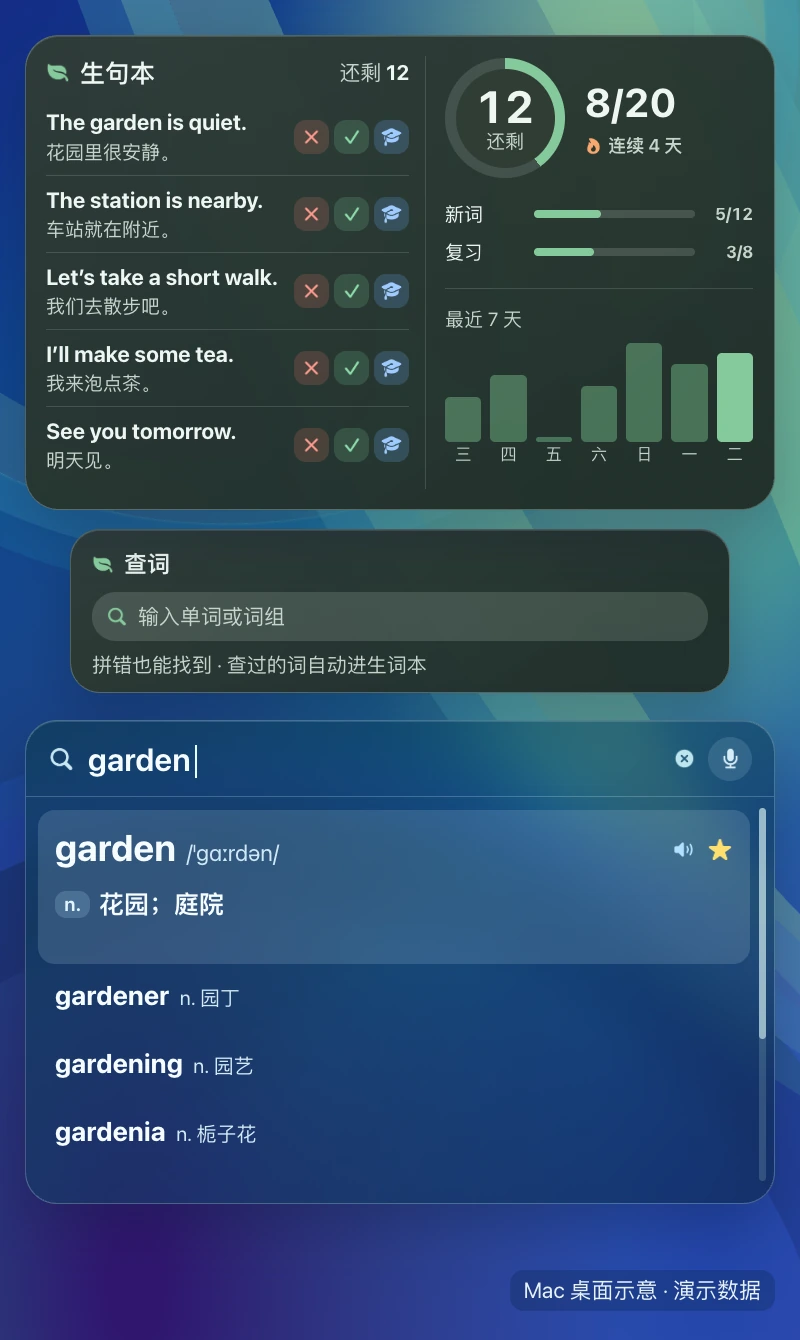 生句本
还剩 12
The garden is quiet.
花园里很安静。
The station is nearby.
车站就在附近。
Let's take a short walk.
我们去散步吧。
I'll make some tea.
我来泡点茶。
See you tomorrow.
明天见。
12
还剩
8/20
连续 4 天
新词 5/12
复习 3/8
最近 7 天
三 四 五 六 日 一 二
查词
输入单词或词组
拼错也能找到 · 查过的词自动进生词本
garden
garden /ˈɡɑːrdən/
n. 花园；庭院
gardener n. 园丁
gardening n. 园艺
gardenia n. 栀子花
Mac 桌面示意 · 演示数据